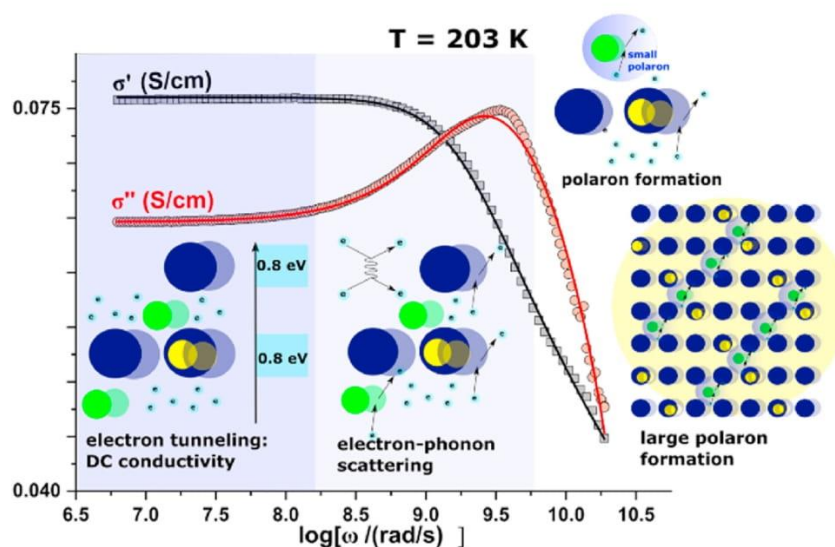 T = 203 K
σ' (S/cm)
0.075
σ'' (S/cm)
small
polaron
polaron formation
0.8 eV
0.8 eV
electron tunneling:
DC conductivity
electron-phonon
scattering
large polaron
formation
0.040
6.5 7.0 7.5 8.0 8.5 9.0 9.5 10.0 10.5
log[ω /(rad/s) ]